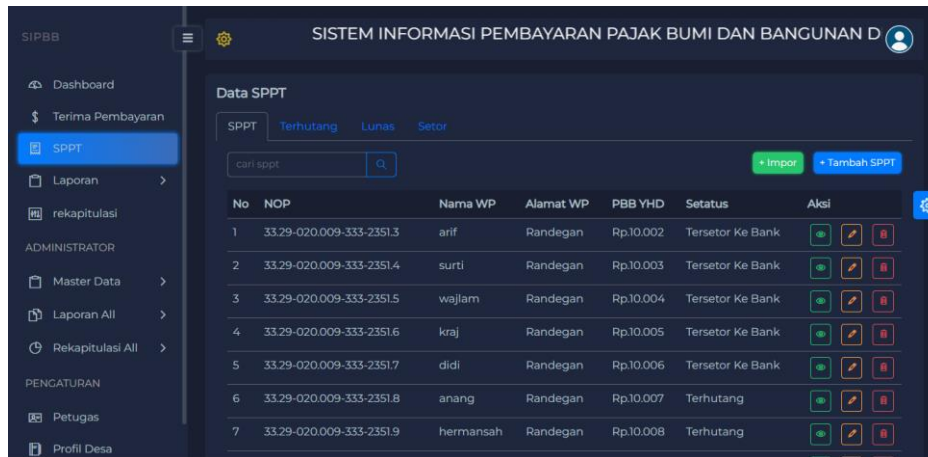 SIPBB
SISTEM INFORMASI PEMBAYARAN PAJAK BUMI DAN BANGUNAN D
Dashboard
$ Terima Pembayaran
SPPT
Laporan >
rekapitulasi
ADMINISTRATOR
Master Data >
Laporan All >
Rekapitulasi All >
PENGATURAN
Petugas
Profil Desa
Data SPPT
SPPT Terhutang Lunas Setor
cari sppt
+ Impor + Tambah SPPT
No NOP Nama WP Alamat WP PBB YHD Setatus Aksi
1 33.29-020.009-333-2351.3 arif Randegan Rp.10.002 Tersetor Ke Bank
2 33.29-020.009-333-2351.4 surti Randegan Rp.10.003 Tersetor Ke Bank
3 33.29-020.009-333-2351.5 wajlam Randegan Rp.10.004 Tersetor Ke Bank
4 33.29-020.009-333-2351.6 kraj Randegan Rp.10.005 Tersetor Ke Bank
5 33.29-020.009-333-2351.7 didi Randegan Rp.10.006 Tersetor Ke Bank
6 33.29-020.009-333-2351.8 anang Randegan Rp.10.007 Terhutang
7 33.29-020.009-333-2351.9 hermansah Randegan Rp.10.008 Terhutang